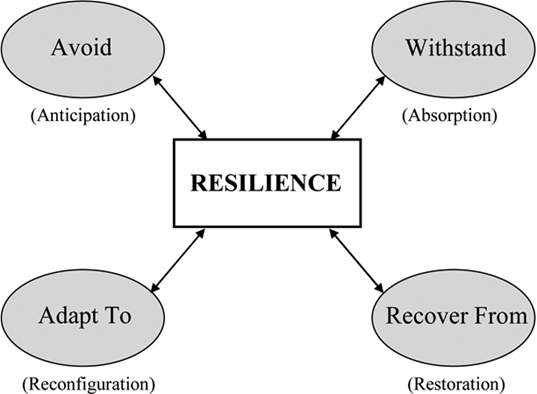 Avoid
Withstand
(Anticipation)
(Absorption)
RESILIENCE
Adapt To
Recover From
(Reconfiguration)
(Restoration)